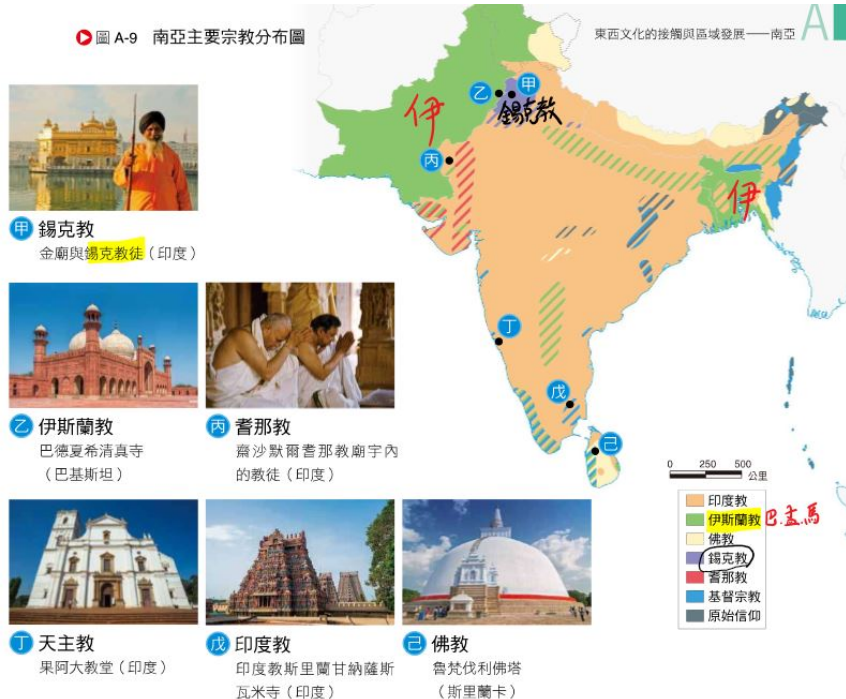 圖 A-9 南亞主要宗教分布圖
東西文化的接觸與區域發展——南亞 A
甲
乙
錫克教
伊
丙
伊
甲 錫克教
金廟與錫克教徒(印度)
丁
戊
己
乙 伊斯蘭教
巴德夏希清真寺
(巴基斯坦)
丙 耆那教
齋沙默爾耆那教廟宇內
的教徒(印度)
0 250 500
公里
印度教
伊斯蘭教 巴.孟.馬
佛教
錫克教
耆那教
基督宗教
原始信仰
丁 天主教
果阿大教堂(印度)
戊 印度教
印度教斯里蘭甘納薩斯
瓦米寺(印度)
己 佛教
魯梵伐利佛塔
(斯里蘭卡)